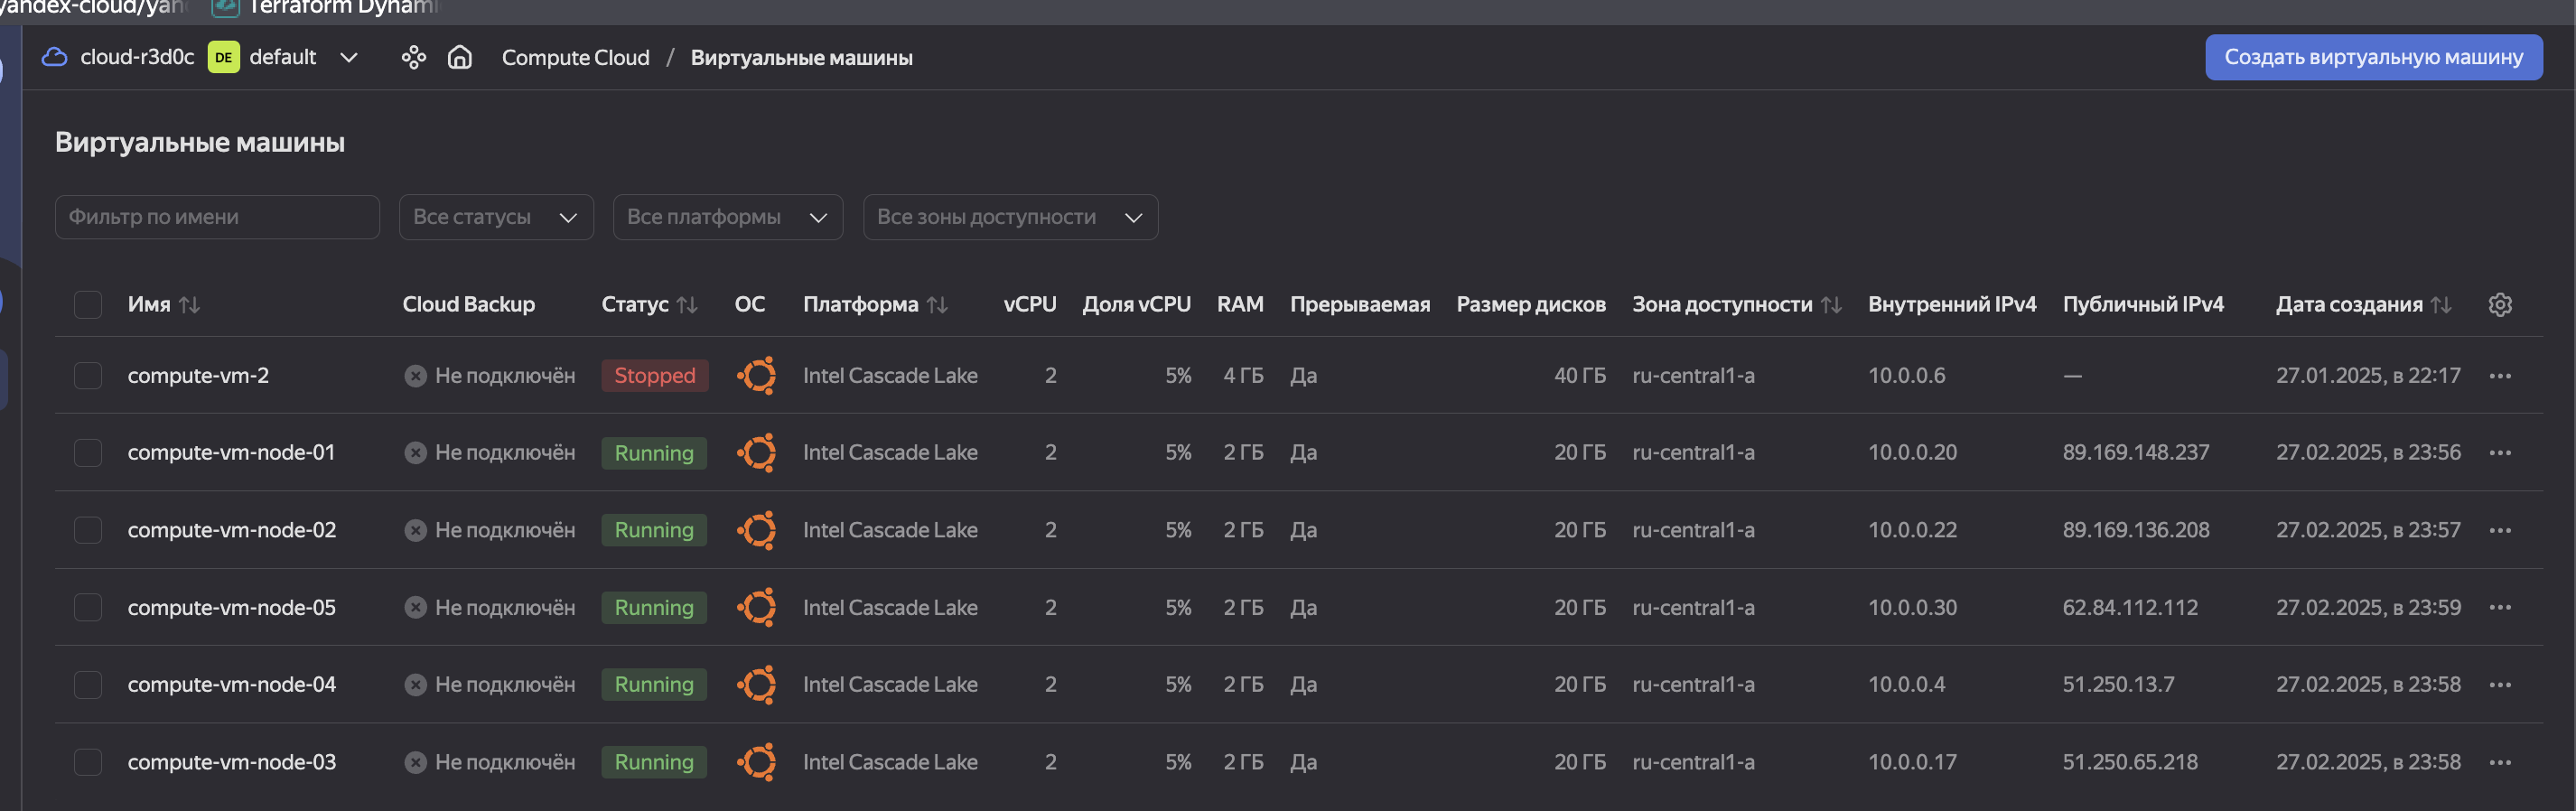 yandex-cloud/yan Terraform Dynami
cloud-r3d0c DE default Compute Cloud / Виртуальные машины Создать виртуальную машину
Виртуальные машины
Фильтр по имени Все статусы Все платформы Все зоны доступности
Имя Cloud Backup Статус ОС Платформа vCPU Доля vCPU RAM Прерываемая Размер дисков Зона доступности Внутренний IPv4 Публичный IPv4 Дата создания
compute-vm-2 Не подключён Stopped Intel Cascade Lake 2 5% 4 ГБ Да 40 ГБ ru-central1-a 10.0.0.6 — 27.01.2025, в 22:17
compute-vm-node-01 Не подключён Running Intel Cascade Lake 2 5% 2 ГБ Да 20 ГБ ru-central1-a 10.0.0.20 89.169.148.237 27.02.2025, в 23:56
compute-vm-node-02 Не подключён Running Intel Cascade Lake 2 5% 2 ГБ Да 20 ГБ ru-central1-a 10.0.0.22 89.169.136.208 27.02.2025, в 23:57
compute-vm-node-05 Не подключён Running Intel Cascade Lake 2 5% 2 ГБ Да 20 ГБ ru-central1-a 10.0.0.30 62.84.112.112 27.02.2025, в 23:59
compute-vm-node-04 Не подключён Running Intel Cascade Lake 2 5% 2 ГБ Да 20 ГБ ru-central1-a 10.0.0.4 51.250.13.7 27.02.2025, в 23:58
compute-vm-node-03 Не подключён Running Intel Cascade Lake 2 5% 2 ГБ Да 20 ГБ ru-central1-a 10.0.0.17 51.250.65.218 27.02.2025, в 23:58